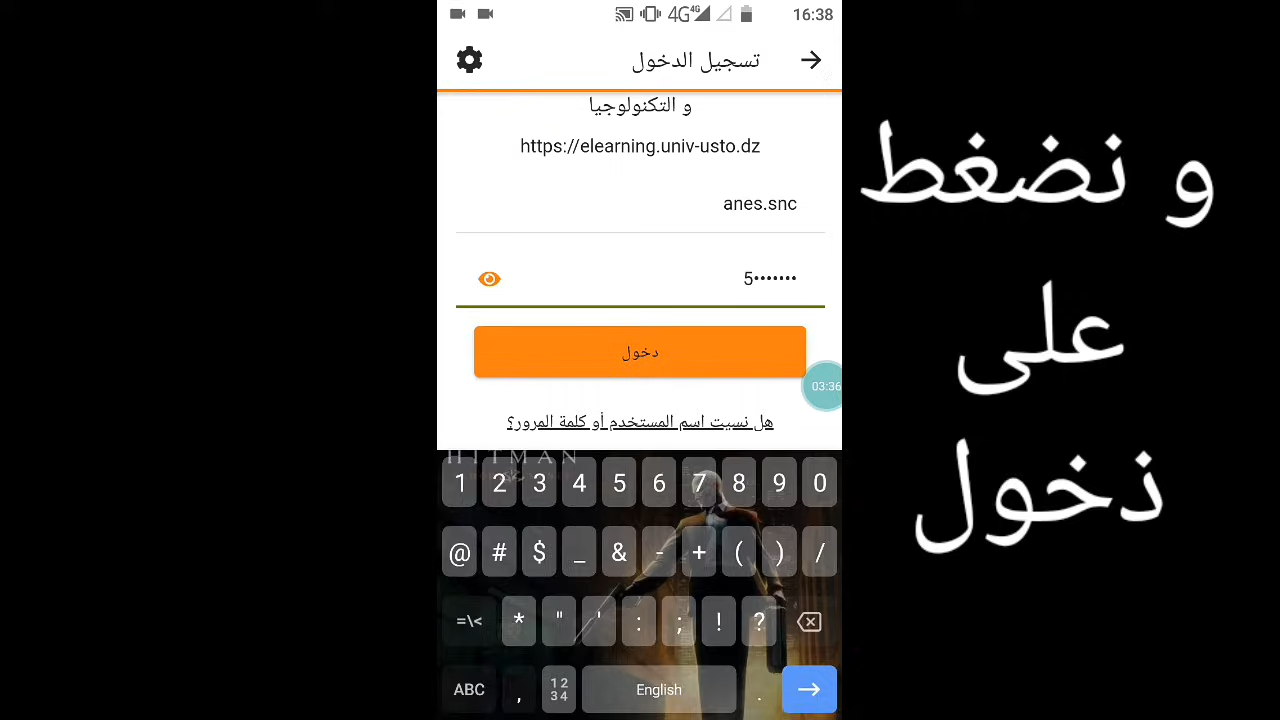 16:38
4G 4G
تسجيل الدخول
و التكنولوجيا
https://elearning.univ-usto.dz
anes.snc
5•••••••
دخول
03:36
هل نسيت اسم المستخدم أو كلمة المرور؟
HITMAN
1 2 3 4 5 6 7 8 9 0
@ # $ _ & - + ( ) /
=\< * " ' : ; ! ?
ABC , 12 34 English .
و نضغط
على
دخول